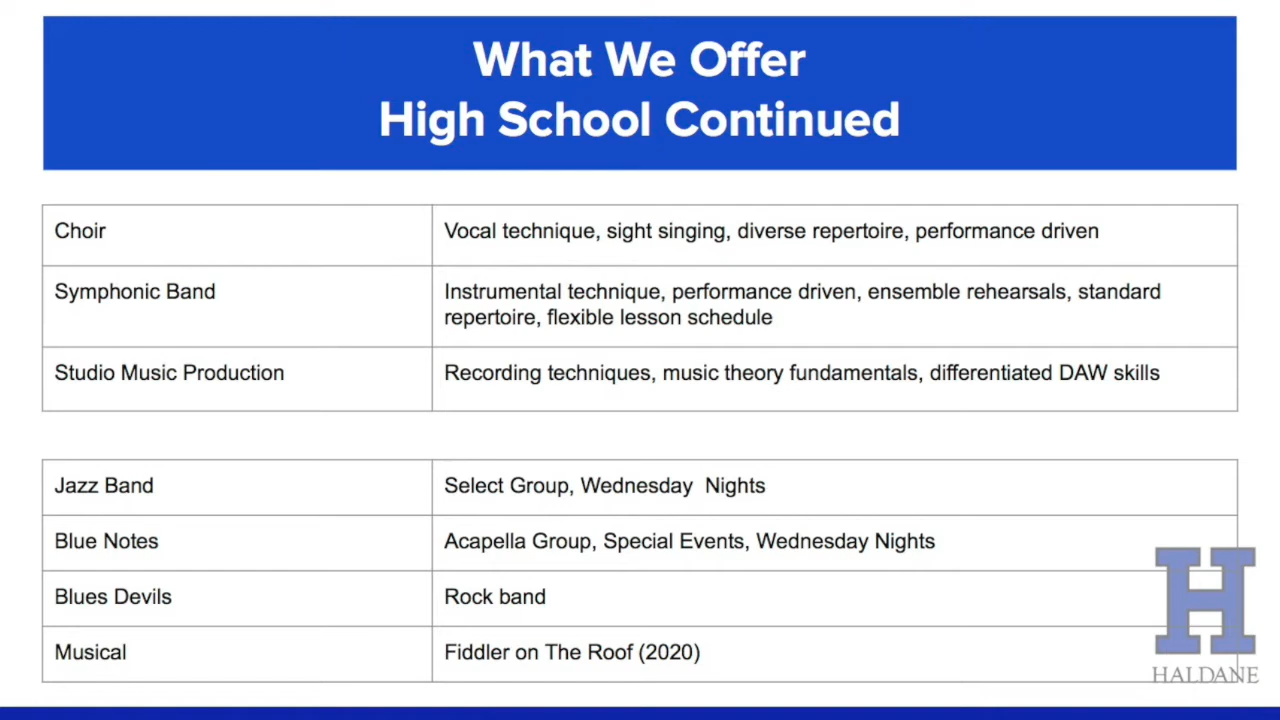 What We Offer
High School Continued
Choir
Vocal technique, sight singing, diverse repertoire, performance driven
Symphonic Band
Instrumental technique, performance driven, ensemble rehearsals, standard
repertoire, flexible lesson schedule
Studio Music Production
Recording techniques, music theory fundamentals, differentiated DAW skills
Jazz Band
Select Group, Wednesday  Nights
Blue Notes
Acapella Group, Special Events, Wednesday Nights
Blues Devils
Rock band
Musical
Fiddler on The Roof (2020)
H
HALDANE